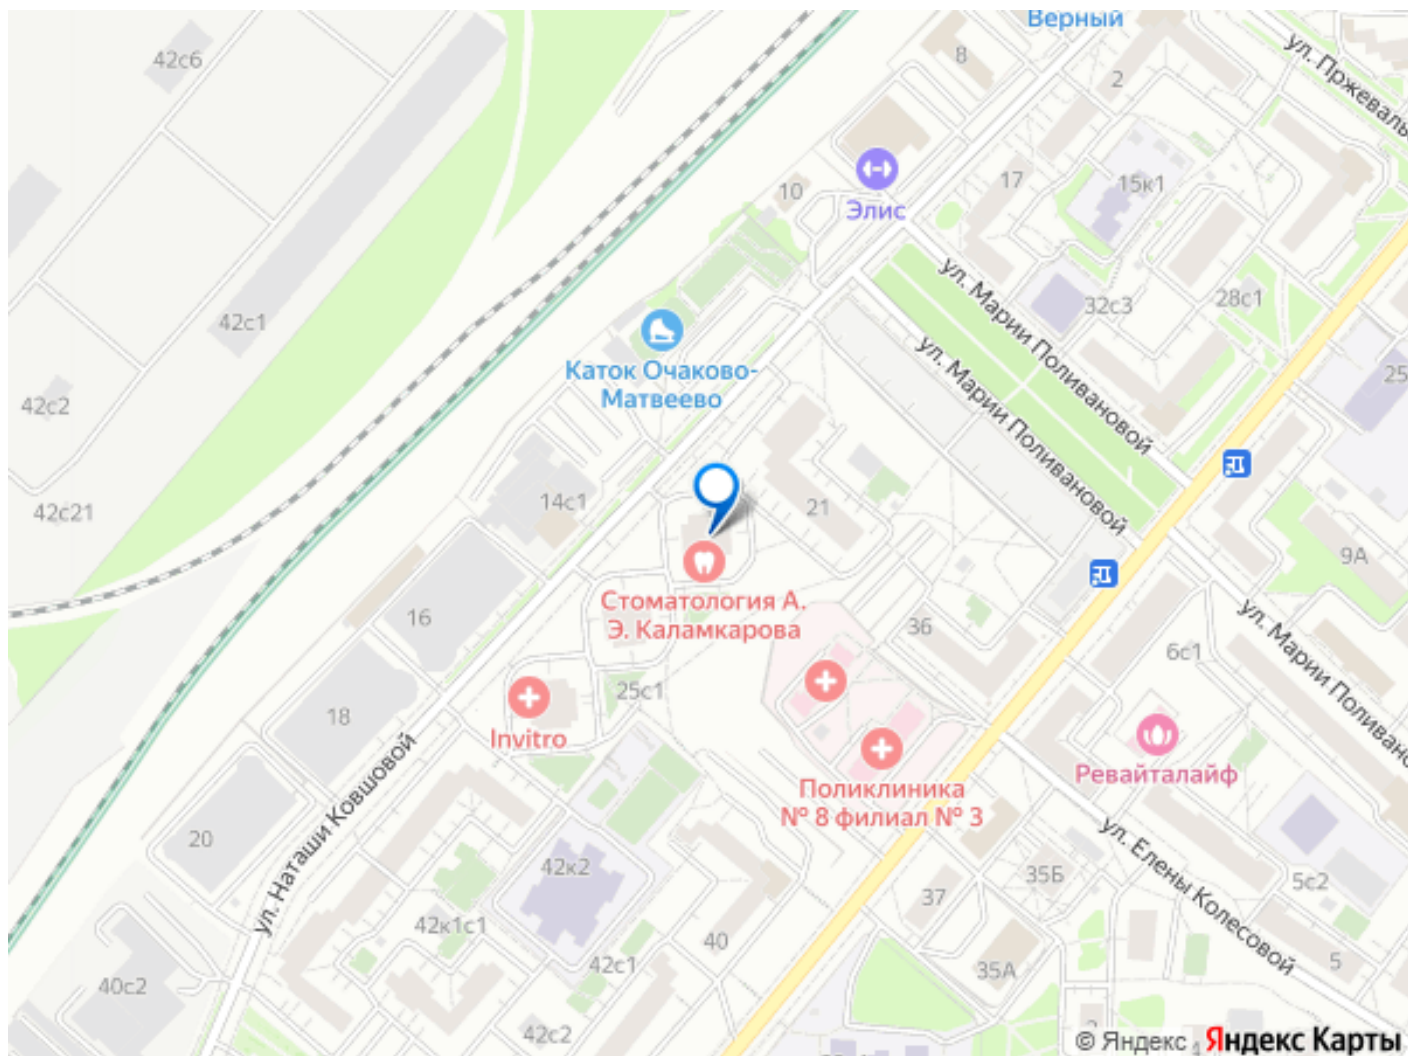 Верный
42с6
8
2
ул. Пржеваль
10
Элис
17
15к1
42с1
32с3
28с1
ул. Марии Поливановой
ул. Марии Поливановой
Каток Очаково-
Матвеево
25
42с2
42с21
14с1
21
9А
Стоматология А.
Э. Каламкарова
16
36
6с1
ул. Марии Поливано
25с1
18
Invitro
Ревайталайф
Поликлиника
№ 8 филиал № 3
ул. Наташи Ковшовой
20
42к2
ул. Елены Колесовой
35Б
5с2
37
42к1с1
40
42с1
35А
5
40с2
42с2
© Яндекс Яндекс Карты